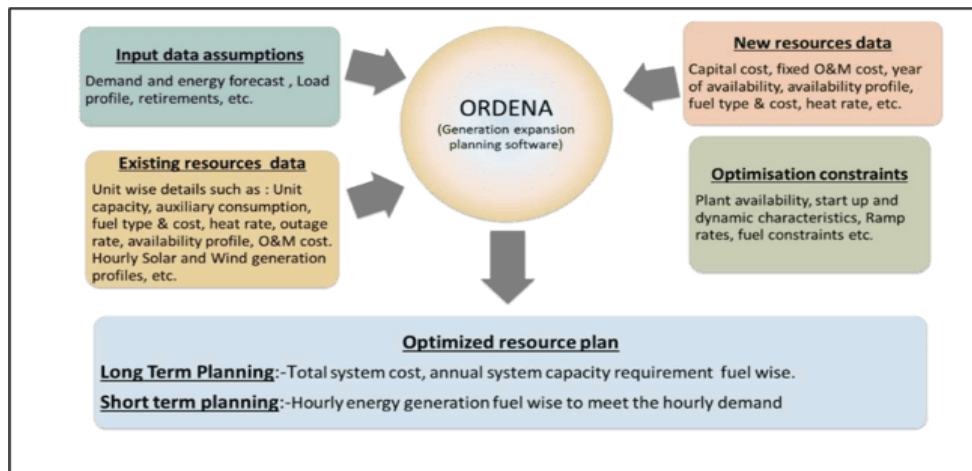 Input data assumptions
Demand and energy forecast , Load
profile, retirements, etc.
Existing resources data
Unit wise details such as : Unit
capacity, auxiliary consumption,
fuel type & cost, heat rate, outage
rate, availability profile, O&M cost.
Hourly Solar and Wind generation
profiles, etc.
ORDENA
(Generation expansion
planning software)
New resources data
Capital cost, fixed O&M cost, year
of availability, availability profile,
fuel type & cost, heat rate, etc.
Optimisation constraints
Plant availability, start up and
dynamic characteristics, Ramp
rates, fuel constraints etc.
Optimized resource plan
Long Term Planning:-Total system cost, annual system capacity requirement fuel wise.
Short term planning:-Hourly energy generation fuel wise to meet the hourly demand